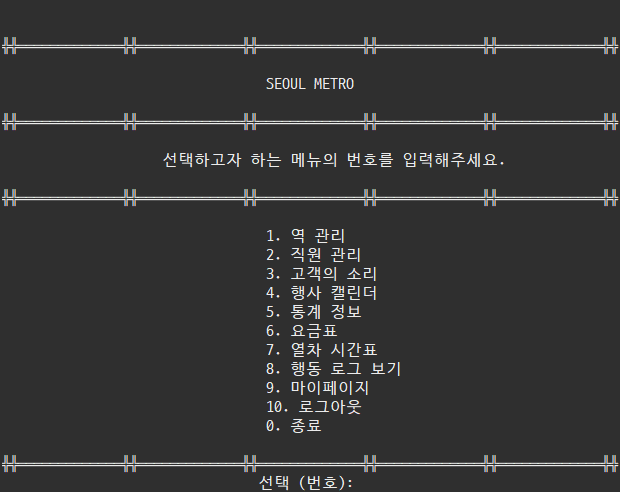 SEOUL METRO
선택하고자 하는 메뉴의 번호를 입력해주세요.
1. 역 관리
2. 직원 관리
3. 고객의 소리
4. 행사 캘린더
5. 통계 정보
6. 요금표
7. 열차 시간표
8. 행동 로그 보기
9. 마이페이지
10. 로그아웃
0. 종료
선택 (번호):